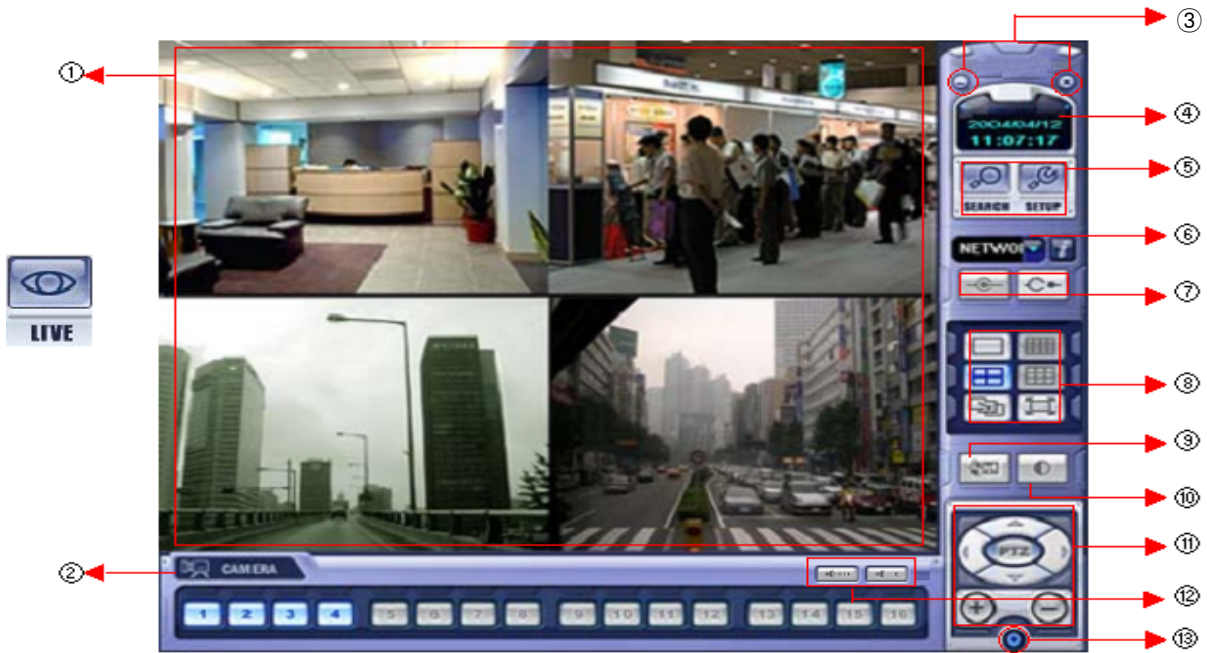 ③
①
④
2004/04/12
11:07:17
⑤
SEARCH SETUP
⑥
NETWOR
⑦
LIVE
⑧
⑨
⑩
PTZ
⑪
② CAMERA
⑫
1 2 3 4 5 6 7 8 9 10 11 12 13 14 15 16
⑬